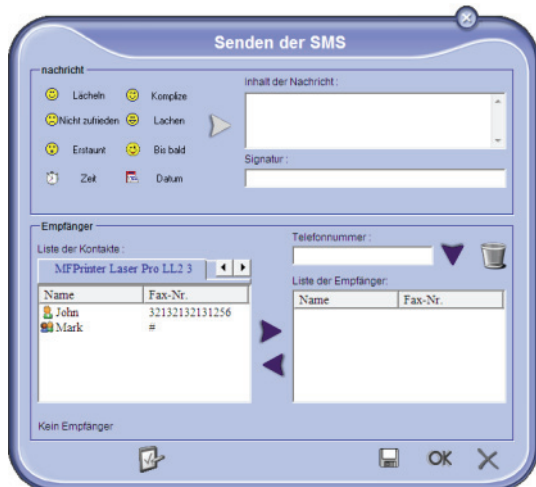 Senden der SMS
nachricht
Inhalt der Nachricht :
Lächeln Komplize
Nicht zufrieden Lachen
Erstaunt Bis bald
Signatur :
Zeit Datum
Empfänger
Liste der Kontakte :
Telefonnummer :
MFPrinter Laser Pro LL2 3
Liste der Empfänger:
Name Fax-Nr.
John 32132132131256
Mark #
Name Fax-Nr.
Kein Empfänger
OK